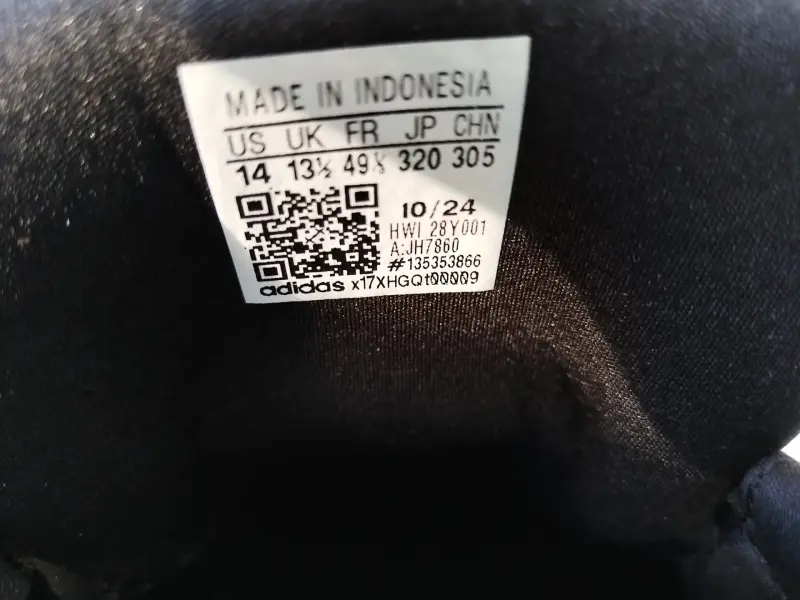 MADE IN INDONESIA
US UK FR JP CHN
14 13½ 49⅓ 320 305
10/24
HWI 28Y001
A:JH7860
#135353866
adidas x17XHGQt00009